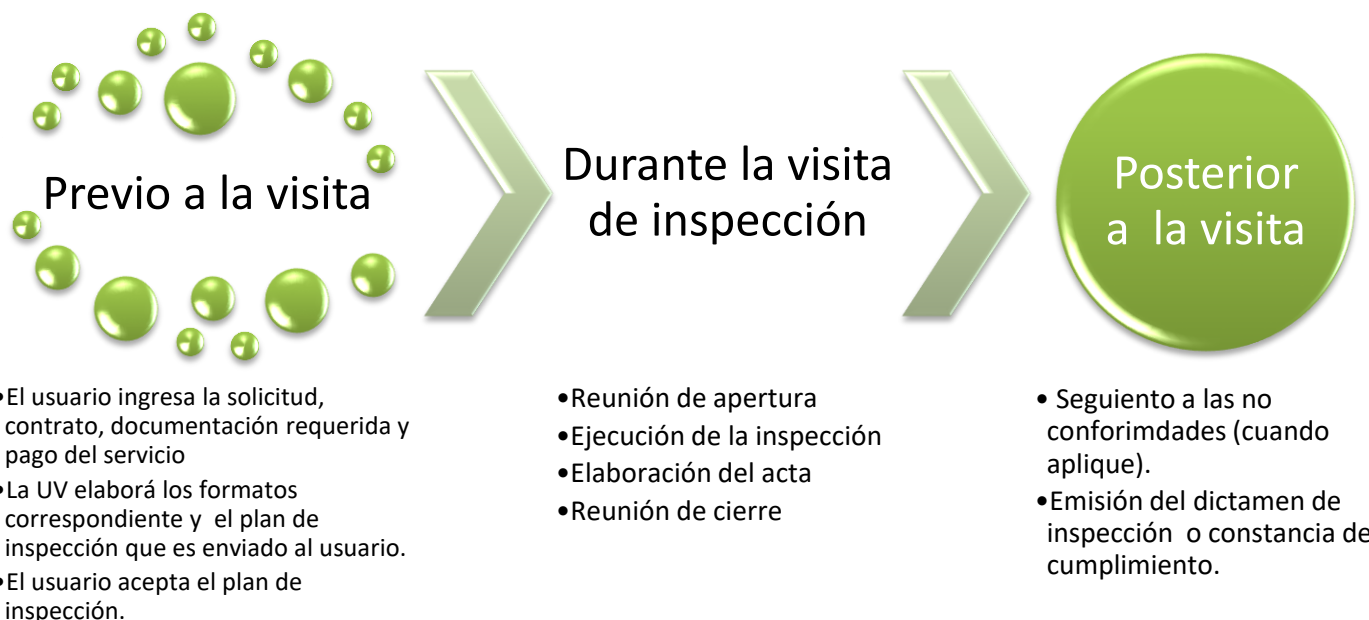 Previo a la visita
Durante la visita
de inspección
Posterior
a la visita
•El usuario ingresa la solicitud,
contrato, documentación requerida y
pago del servicio
•La UV elaborá los formatos
correspondiente y el plan de
inspección que es enviado al usuario.
•El usuario acepta el plan de
inspección.
•Reunión de apertura
•Ejecución de la inspección
•Elaboración del acta
•Reunión de cierre
• Seguiento a las no
conforimdades (cuando
aplique).
•Emisión del dictamen de
inspección o constancia de
cumplimiento.